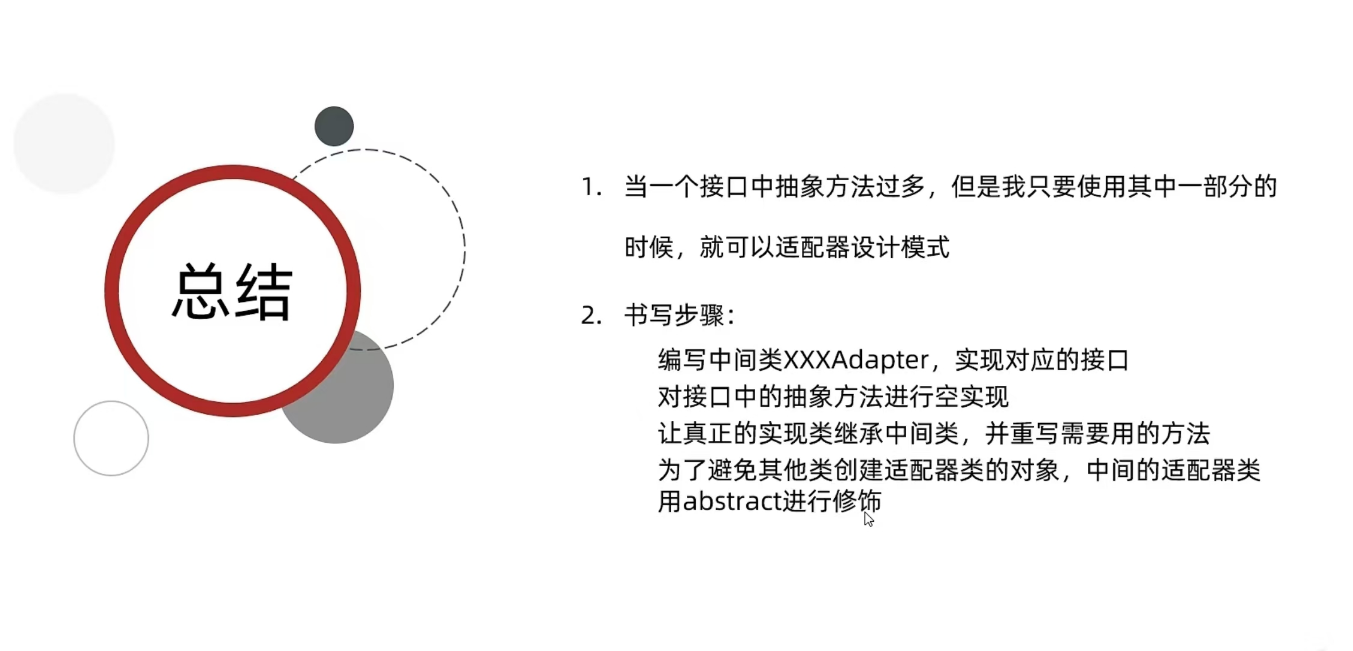 总结
1. 当一个接口中抽象方法过多，但是我只要使用其中一部分的
时候，就可以适配器设计模式
2. 书写步骤：
编写中间类XXXAdapter，实现对应的接口
对接口中的抽象方法进行空实现
让真正的实现类继承中间类，并重写需要用的方法
为了避免其他类创建适配器类的对象，中间的适配器类
用abstract进行修饰